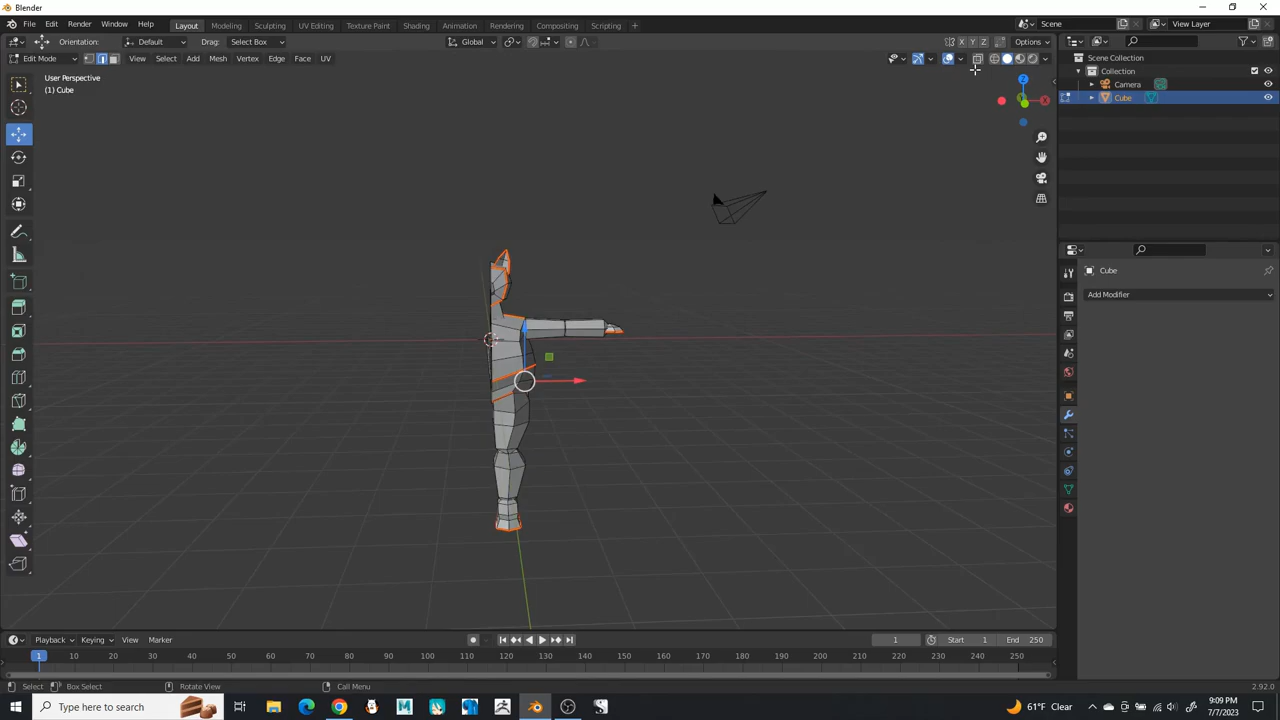 Blender
File Edit Render Window Help
Layout Modeling Sculpting UV Editing Texture Paint Shading Animation Rendering Compositing Scripting +
Scene View Layer
Orientation: Default Drag: Select Box Global X Y Z Options
Edit Mode View Select Add Mesh Vertex Edge Face UV
User Perspective
(1) Cube
Z
X
Scene Collection
Collection
Camera
Cube
Cube
Add Modifier
Playback Keying View Marker 1 Start 1 End 250
1 10 20 30 40 50 60 70 80 90 100 110 120 130 140 150 160 170 180 190 200 210 220 230 240 250
Select Box Select Rotate View Call Menu 2.92.0
Type here to search
Clear
9:09 PM
7/7/2023